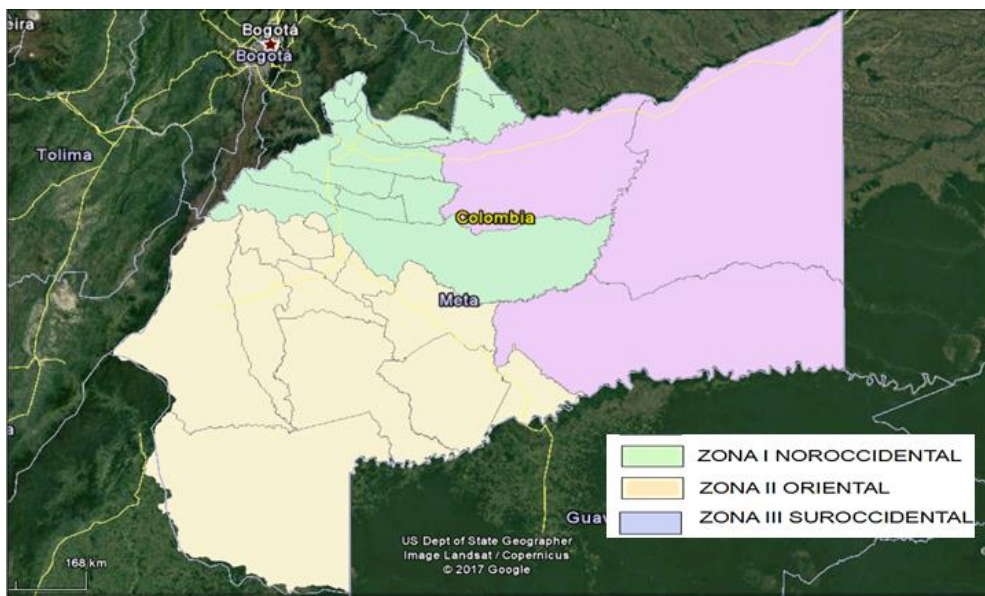 eira
Bogotá
Bogotá
Tolima
Colombia
Meta
ZONA I NOROCCIDENTAL
ZONA II ORIENTAL
ZONA III SUROCCIDENTAL
Guav
US Dept of State Geographer
Image Landsat / Copernicus
© 2017 Google
168 km